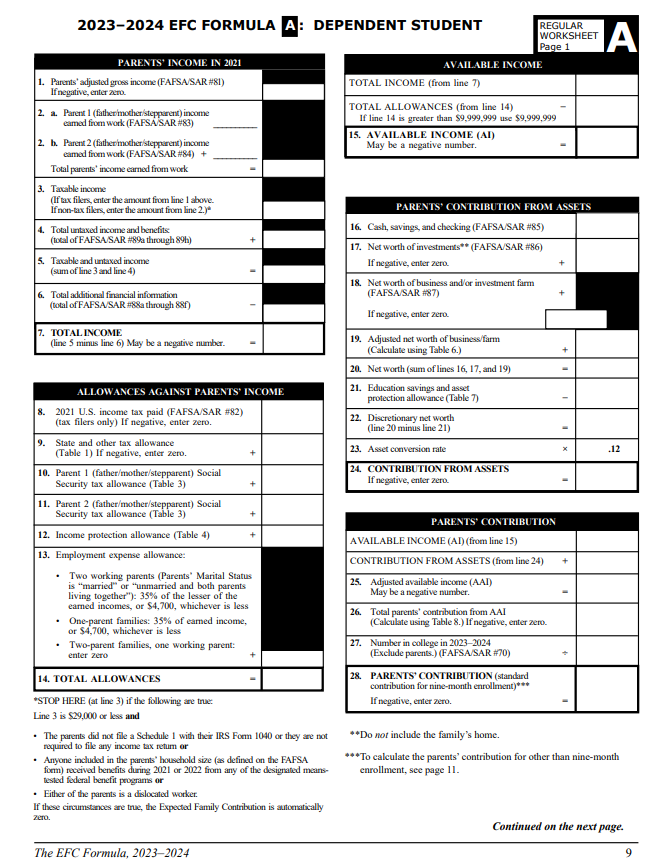 2023–2024 EFC FORMULA A: DEPENDENT STUDENT
REGULAR
WORKSHEET
Page 1
A
PARENTS' INCOME IN 2021
1. Parents' adjusted gross income (FAFSA/SAR #81)
If negative, enter zero.
2. a. Parent 1 (father/mother/stepparent) income
earned from work (FAFSA/SAR #83) __________
2. b. Parent 2 (father/mother/stepparent) income
earned from work (FAFSA/SAR #84) + __________
Total parents' income earned from work =
3. Taxable income
(If tax filers, enter the amount from line 1 above.
If non-tax filers, enter the amount from line 2.)*
4. Total untaxed income and benefits:
(total of FAFSA/SAR #89a through 89h) +
5. Taxable and untaxed income
(sum of line 3 and line 4) =
6. Total additional financial information
(total of FAFSA/SAR #88a through 88f) –
7. TOTAL INCOME
(line 5 minus line 6) May be a negative number. =
ALLOWANCES AGAINST PARENTS' INCOME
8. 2021 U.S. income tax paid (FAFSA/SAR #82)
(tax filers only) If negative, enter zero.
9. State and other tax allowance
(Table 1) If negative, enter zero. +
10. Parent 1 (father/mother/stepparent) Social
Security tax allowance (Table 3) +
11. Parent 2 (father/mother/stepparent) Social
Security tax allowance (Table 3) +
12. Income protection allowance (Table 4) +
13. Employment expense allowance:
• Two working parents (Parents' Marital Status
is "married" or "unmarried and both parents
living together"): 35% of the lesser of the
earned incomes, or $4,700, whichever is less
• One-parent families: 35% of earned income,
or $4,700, whichever is less
• Two-parent families, one working parent:
enter zero +
14. TOTAL ALLOWANCES =
*STOP HERE (at line 3) if the following are true:
Line 3 is $29,000 or less and
• The parents did not file a Schedule 1 with their IRS Form 1040 or they are not
required to file any income tax return or
• Anyone included in the parents' household size (as defined on the FAFSA
form) received benefits during 2021 or 2022 from any of the designated means-
tested federal benefit programs or
• Either of the parents is a dislocated worker.
If these circumstances are true, the Expected Family Contribution is automatically
zero.
AVAILABLE INCOME
TOTAL INCOME (from line 7)
TOTAL ALLOWANCES (from line 14) –
If line 14 is greater than $9,999,999 use $9,999,999
15. AVAILABLE INCOME (AI)
May be a negative number. =
PARENTS' CONTRIBUTION FROM ASSETS
16. Cash, savings, and checking (FAFSA/SAR #85)
17. Net worth of investments** (FAFSA/SAR #86)
If negative, enter zero. +
18. Net worth of business and/or investment farm
(FAFSA/SAR #87) +
If negative, enter zero.
19. Adjusted net worth of business/farm
(Calculate using Table 6.) +
20. Net worth (sum of lines 16, 17, and 19) =
21. Education savings and asset
protection allowance (Table 7) –
22. Discretionary net worth
(line 20 minus line 21) =
23. Asset conversion rate × .12
24. CONTRIBUTION FROM ASSETS
If negative, enter zero. =
PARENTS' CONTRIBUTION
AVAILABLE INCOME (AI) (from line 15)
CONTRIBUTION FROM ASSETS (from line 24) +
25. Adjusted available income (AAI)
May be a negative number. =
26. Total parents' contribution from AAI
(Calculate using Table 8.) If negative, enter zero.
27. Number in college in 2023–2024
(Exclude parents.) (FAFSA/SAR #70) ÷
28. PARENTS' CONTRIBUTION (standard
contribution for nine-month enrollment)***
If negative, enter zero. =
**Do not include the family's home.
***To calculate the parents' contribution for other than nine-month
enrollment, see page 11.
Continued on the next page.
The EFC Formula, 2023–2024
9